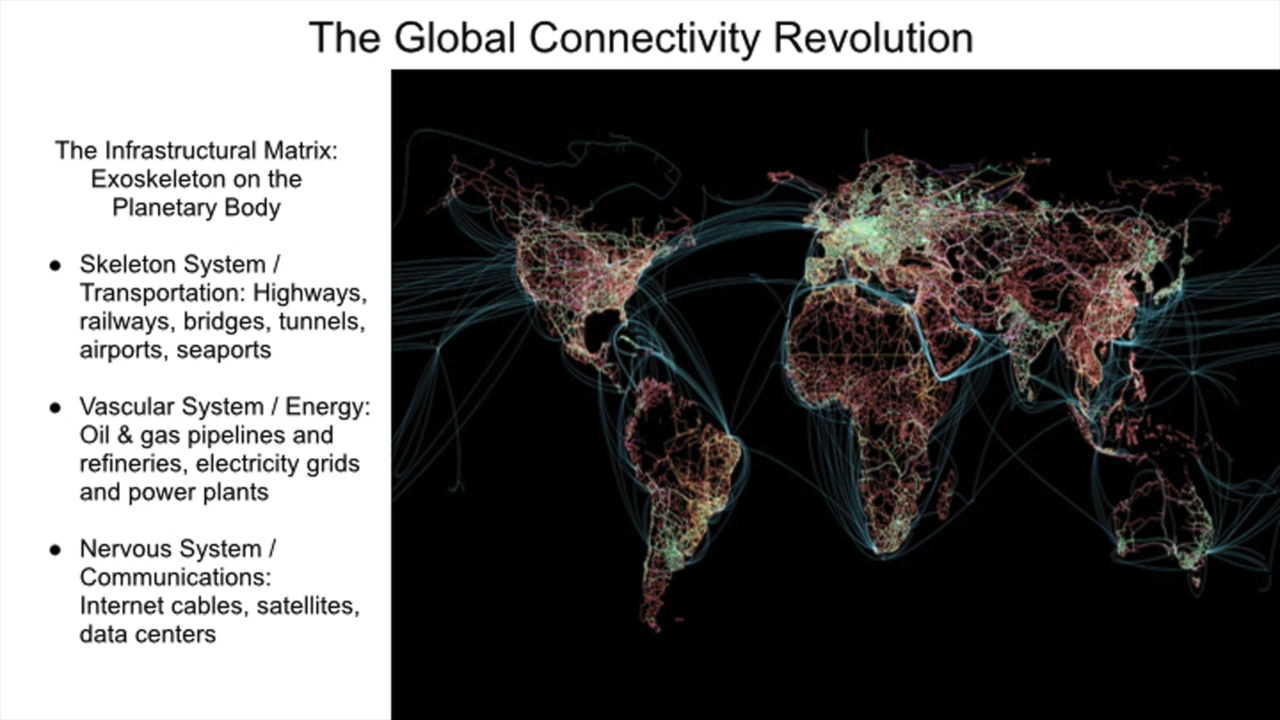 The Global Connectivity Revolution
The Infrastructural Matrix:
Exoskeleton on the
Planetary Body
● Skeleton System /
Transportation: Highways,
railways, bridges, tunnels,
airports, seaports
● Vascular System / Energy:
Oil & gas pipelines and
refineries, electricity grids
and power plants
● Nervous System /
Communications:
Internet cables, satellites,
data centers